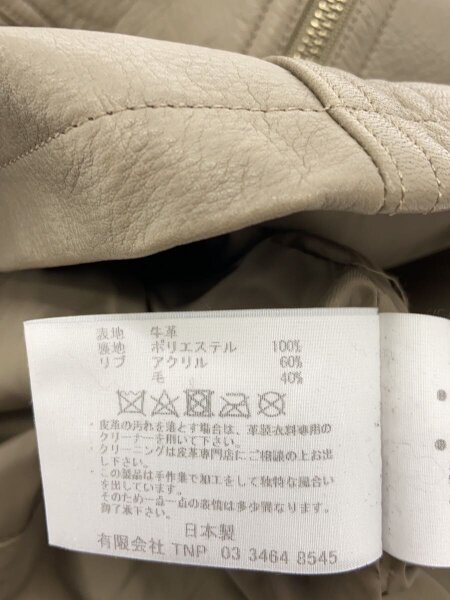 表地 牛革
裏地 ポリエステル 100%
リブ アクリル 60%
毛 40%
・皮革の汚れを落とす場合は、革製衣料専用の
クリーナーを用いて下さい。
・クリーニングは皮革専門店にご相談の上お出
し下さい。
・この製品は手作業で加工をして独特な風合い
を出しています。
そのため一点一点の表情は多少異なります。
御了承下さい。
日本製
有限会社 TNP 03 3464 8545